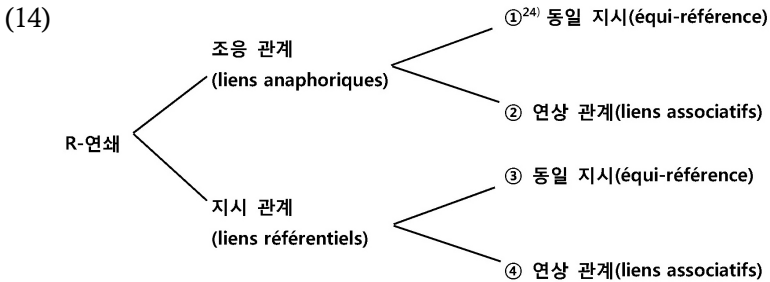 (14)
①24) 동일 지시(équi-référence)
조응 관계
(liens anaphoriques)
② 연상 관계(liens associatifs)
R-연쇄
③ 동일 지시(équi-référence)
지시 관계
(liens référentiels)
④ 연상 관계(liens associatifs)